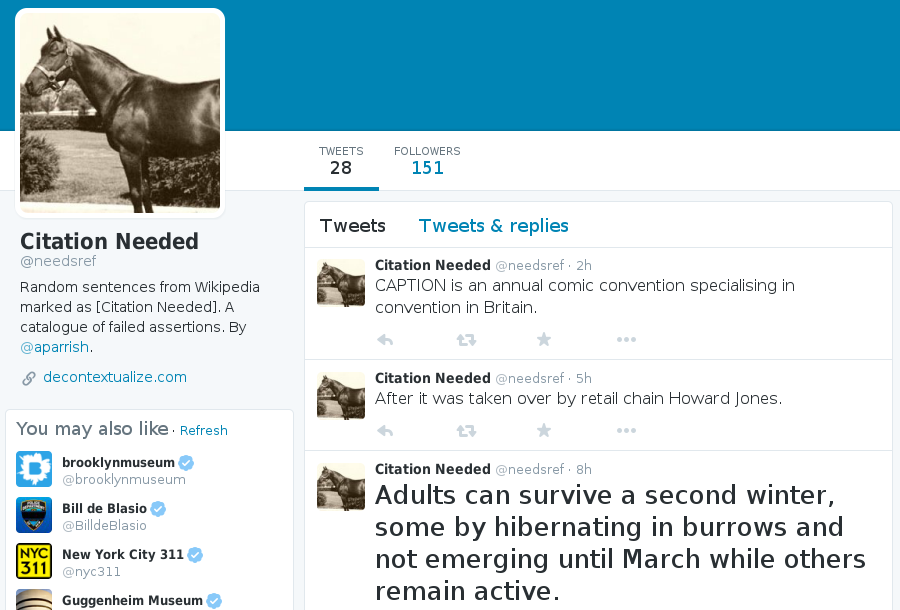 TWEETS
28
FOLLOWERS
151
Citation Needed
@needsref
Random sentences from Wikipedia
marked as [Citation Needed]. A
catalogue of failed assertions. By
@aparrish.
decontextualize.com
You may also like · Refresh
brooklynmuseum
@brooklynmuseum
Bill de Blasio
@BilldeBlasio
NYC
311
New York City 311
@nyc311
Guggenheim Museum
Tweets
Tweets & replies
Citation Needed @needsref · 2h
CAPTION is an annual comic convention specialising in
convention in Britain.
Citation Needed @needsref · 5h
After it was taken over by retail chain Howard Jones.
Citation Needed @needsref · 8h
Adults can survive a second winter,
some by hibernating in burrows and
not emerging until March while others
remain active.